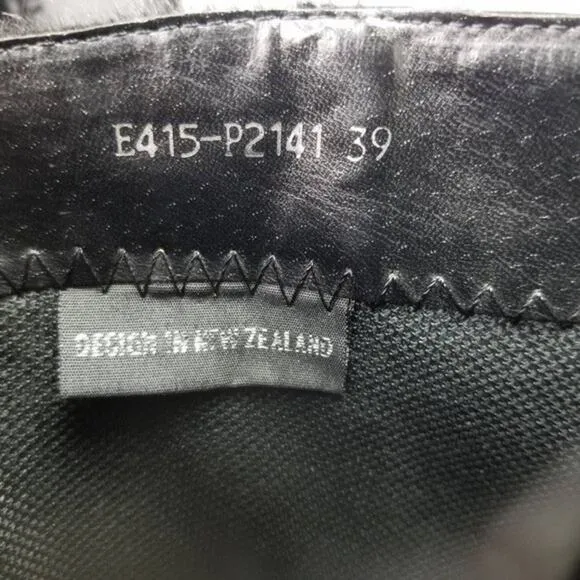 E415-P2141 39
DESIGN IN NEW ZEALAND